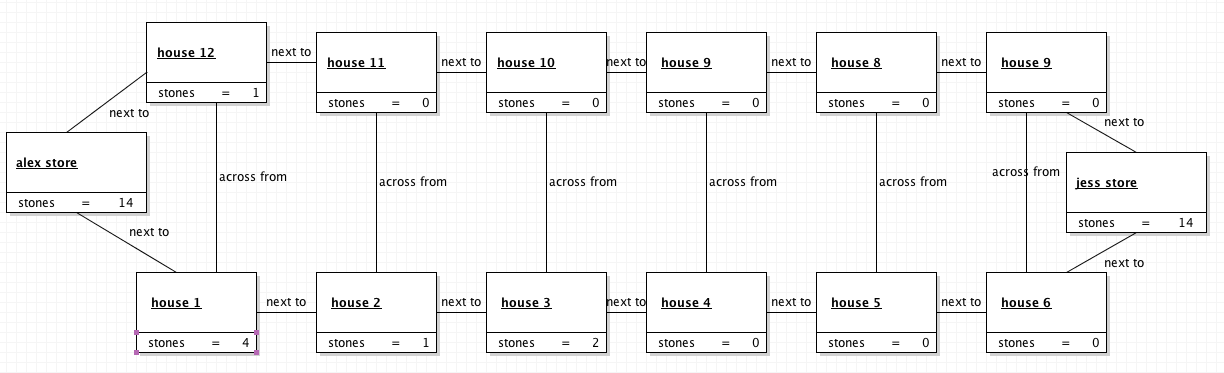 house 12
stones = 1
next to
house 11
stones = 0
next to
house 10
stones = 0
next to
house 9
stones = 0
next to
house 8
stones = 0
next to
house 9
stones = 0
next to
next to
alex store
stones = 14
across from
across from
across from
across from
across from
across from
jess store
stones = 14
next to
next to
house 1
stones = 4
next to
house 2
stones = 1
next to
house 3
stones = 2
next to
house 4
stones = 0
next to
house 5
stones = 0
next to
house 6
stones = 0